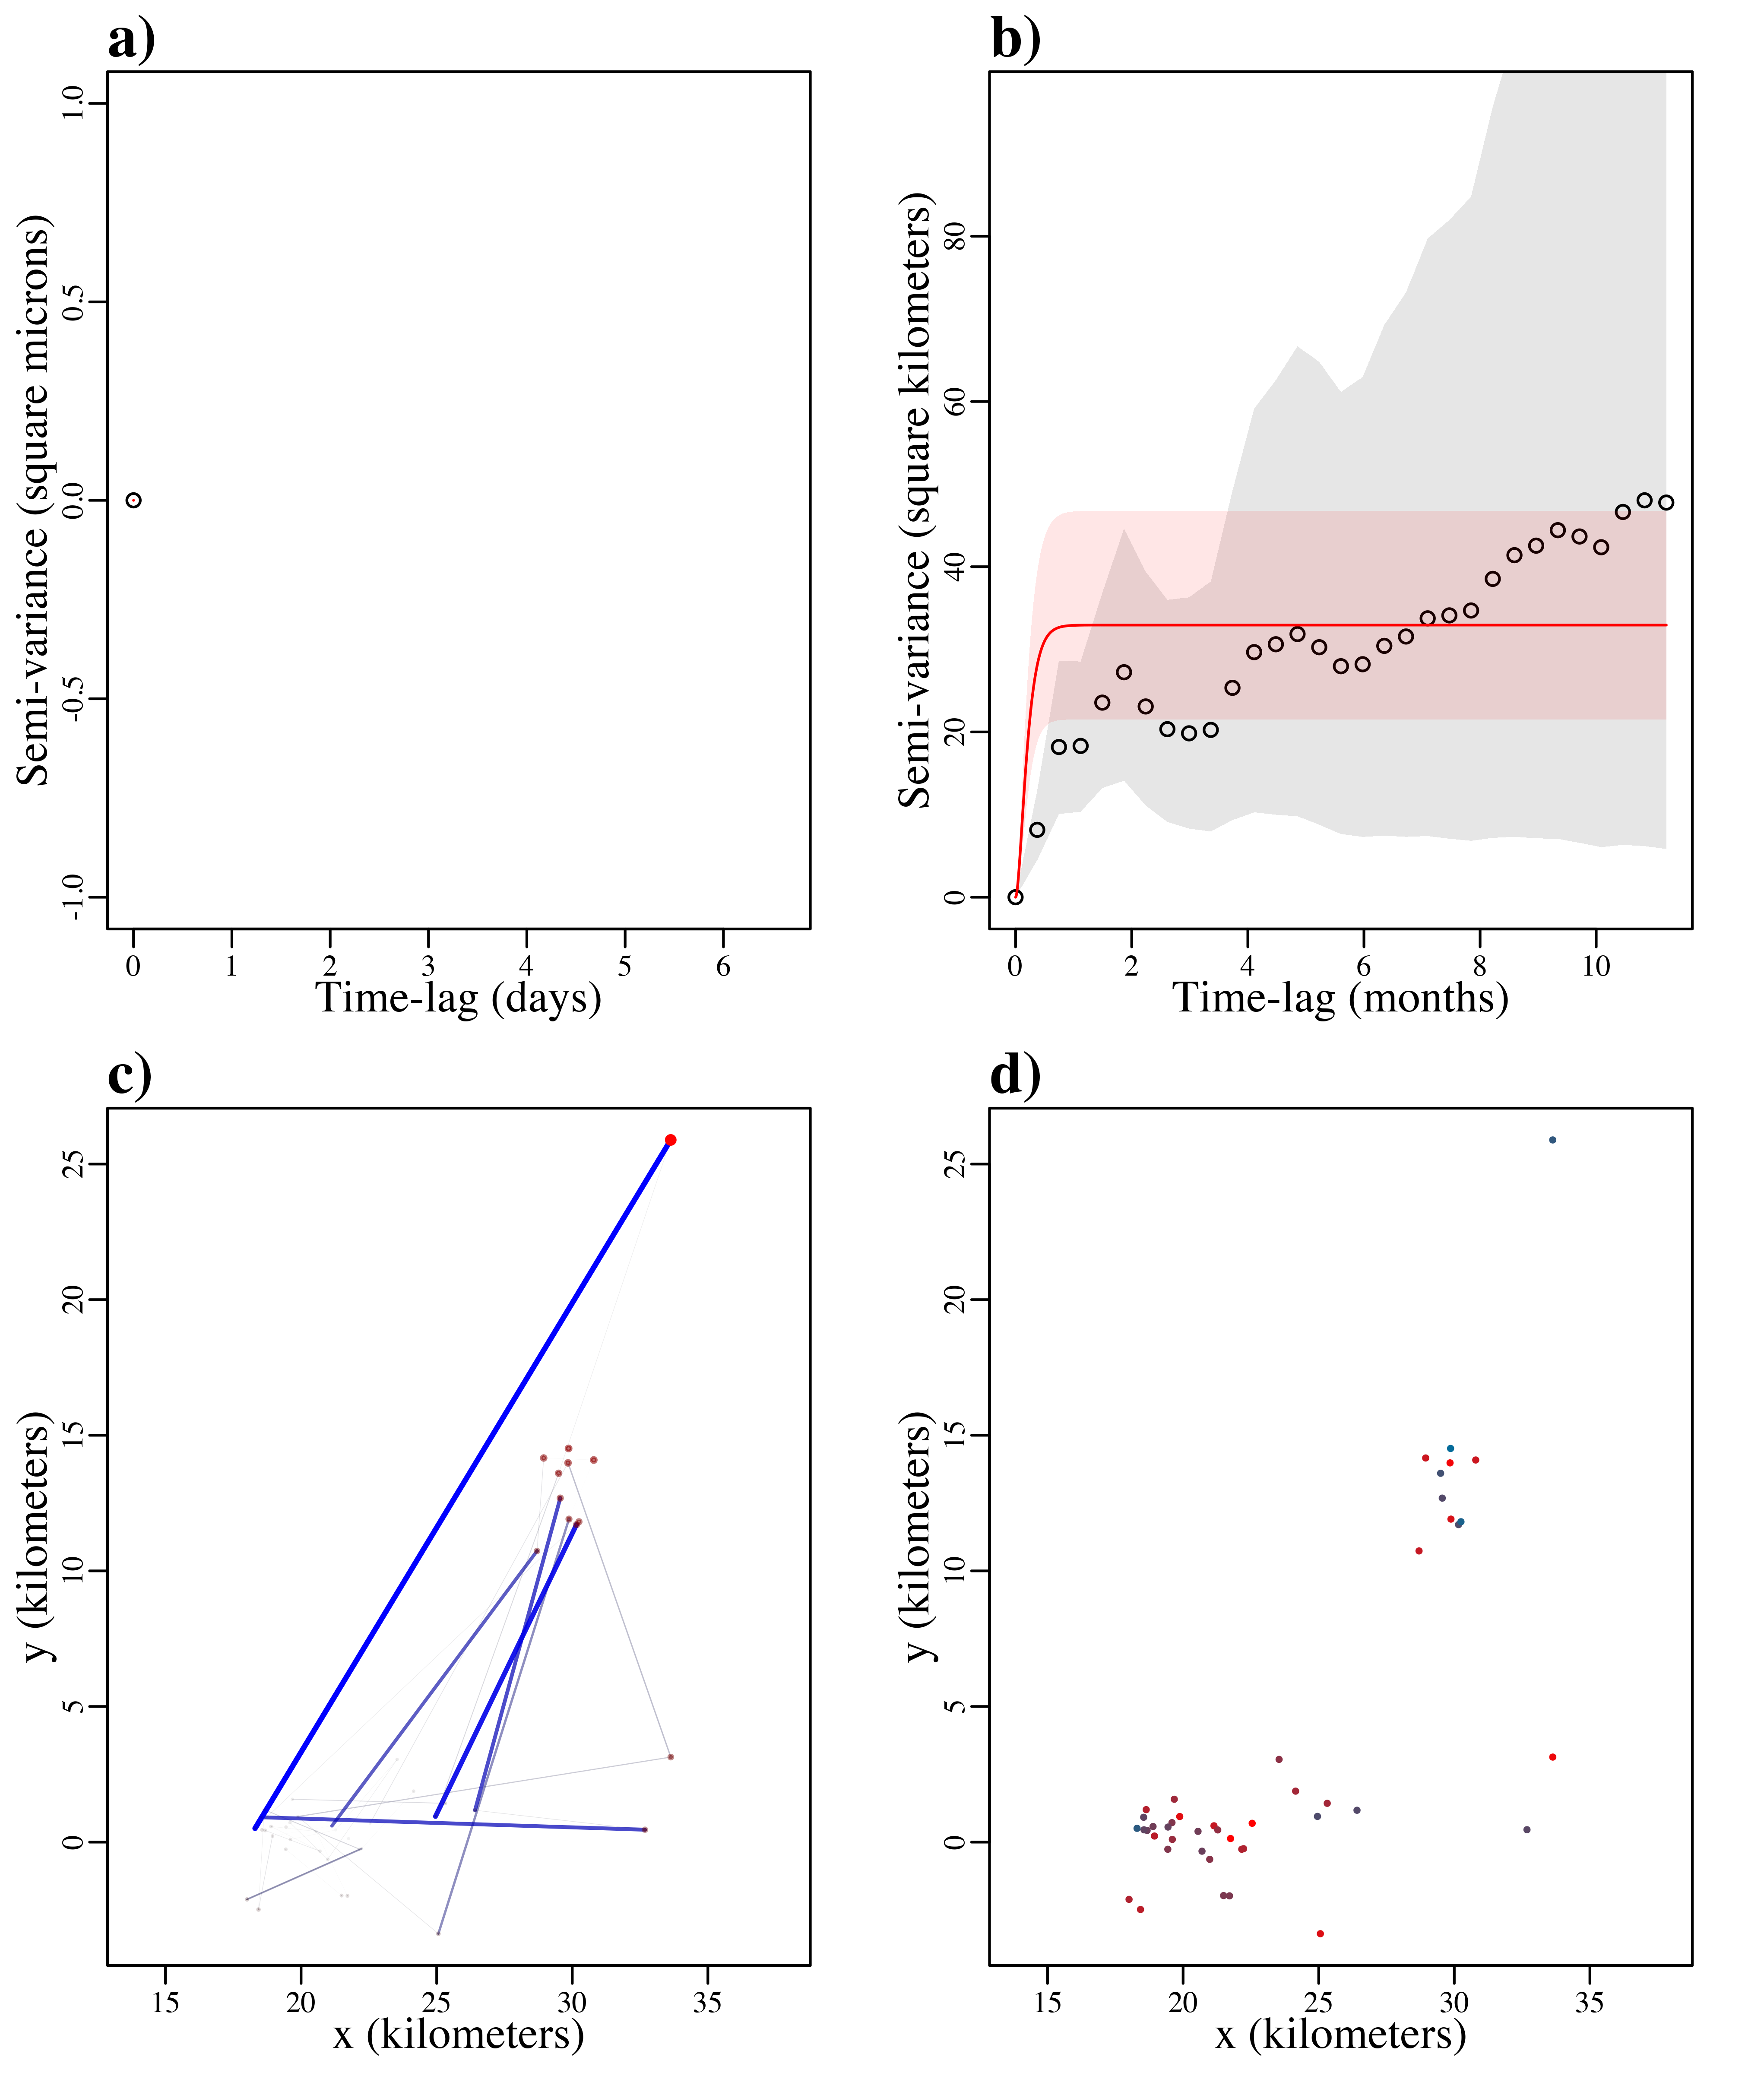 a)
1.0
0.5
0.0
-0.5
-1.0
Semi-variance (square microns)
0 1 2 3 4 5 6
Time-lag (days)
b)
80
60
40
20
0
Semi-variance (square kilometers)
0 2 4 6 8 10
Time-lag (months)
c)
25
20
15
10
5
0
y (kilometers)
15 20 25 30 35
x (kilometers)
d)
25
20
15
10
5
0
y (kilometers)
15 20 25 30 35
x (kilometers)